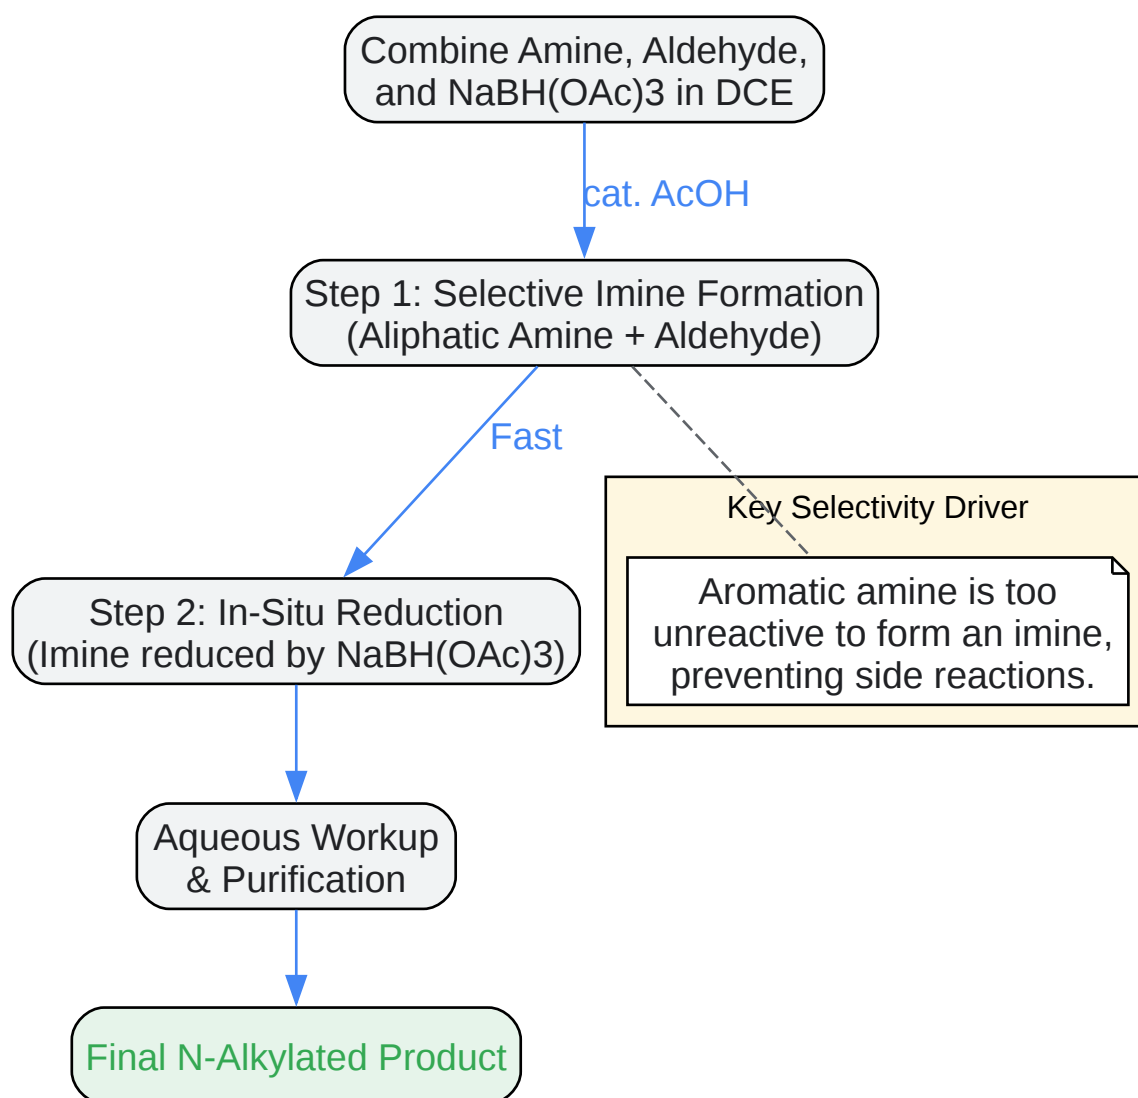 Combine Amine, Aldehyde,
and NaBH(OAc)3 in DCE
cat. AcOH
Step 1: Selective Imine Formation
(Aliphatic Amine + Aldehyde)
Fast
Key Selectivity Driver
Aromatic amine is too
unreactive to form an imine,
preventing side reactions.
Step 2: In-Situ Reduction
(Imine reduced by NaBH(OAc)3)
Aqueous Workup
& Purification
Final N-Alkylated Product